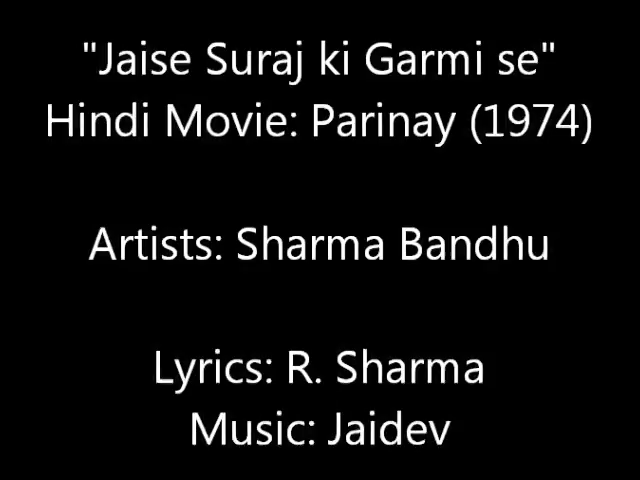 "Jaise Suraj ki Garmi se"
Hindi Movie: Parinay (1974)
Artists: Sharma Bandhu
Lyrics: R. Sharma
Music: Jaidev